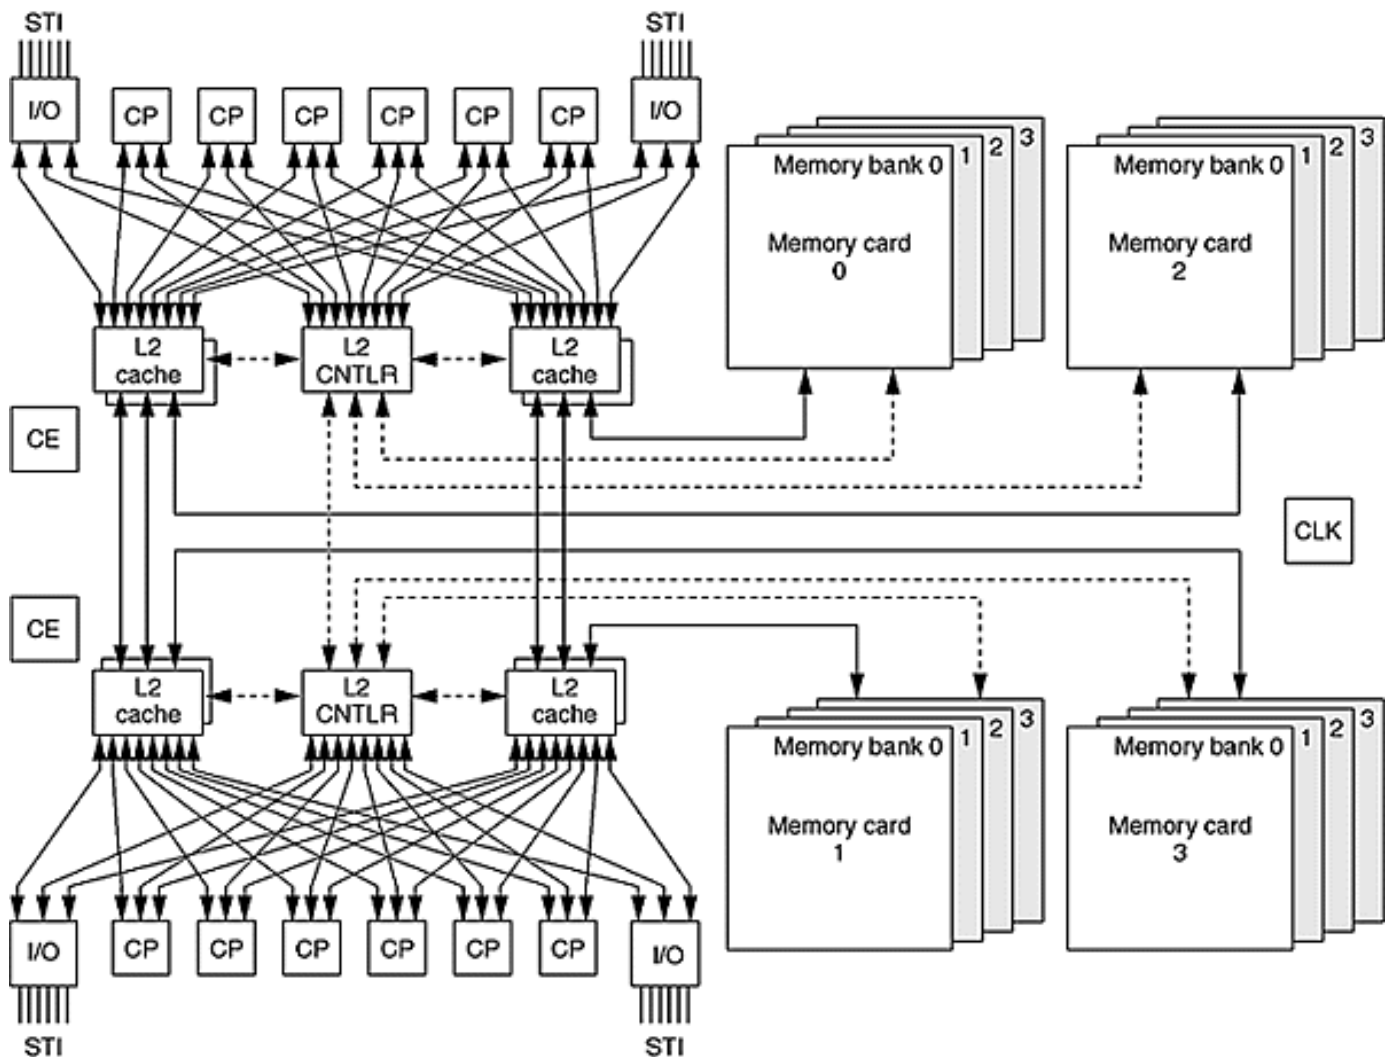 STI
STI
I/O
CP
CP
CP
CP
CP
CP
I/O
Memory bank 0
1
2
3
Memory card
0
Memory bank 0
1
2
3
Memory card
2
L2
cache
L2
CNTLR
L2
cache
CE
CLK
CE
L2
cache
L2
CNTLR
L2
cache
Memory bank 0
1
2
3
Memory card
1
Memory bank 0
1
2
3
Memory card
3
I/O
CP
CP
CP
CP
CP
CP
I/O
STI
STI